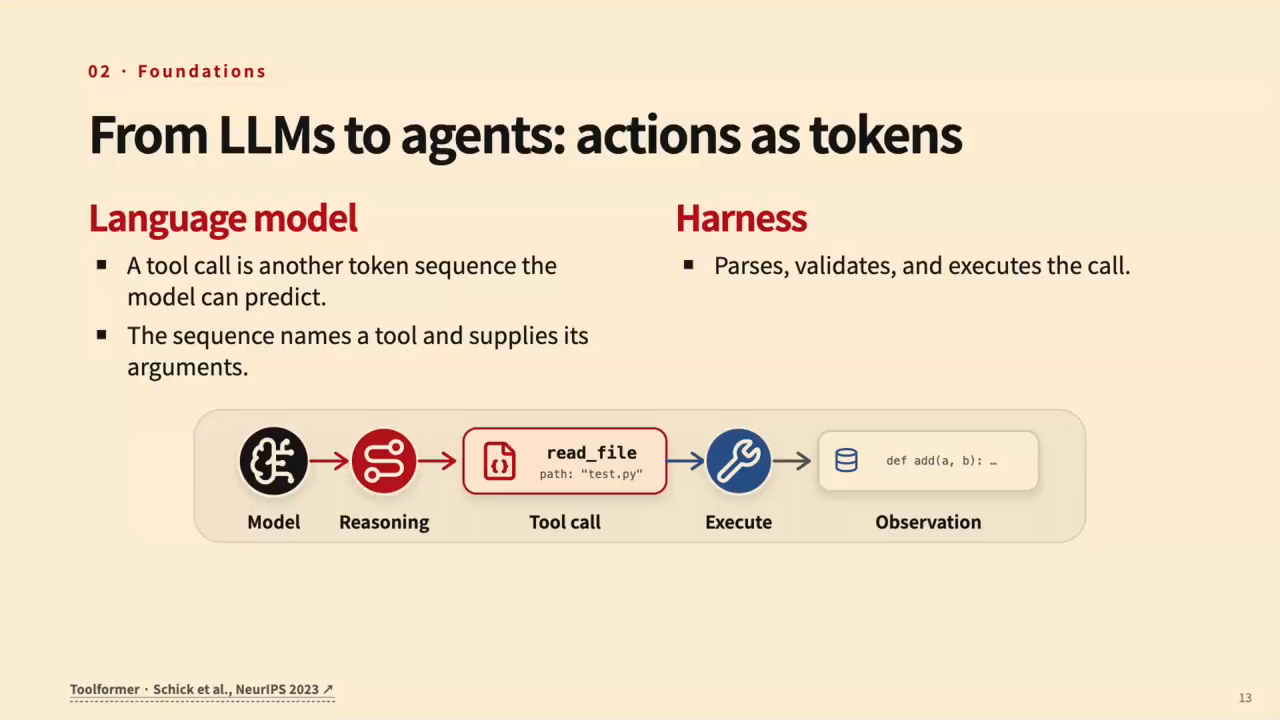 02 · Foundations
From LLMs to agents: actions as tokens
Language model
▪ A tool call is another token sequence the
model can predict.
▪ The sequence names a tool and supplies its
arguments.
Harness
▪ Parses, validates, and executes the call.
read_file
path: "test.py"
def add(a, b): …
Model
Reasoning
Tool call
Execute
Observation
Toolformer · Schick et al., NeurIPS 2023 ↗
13